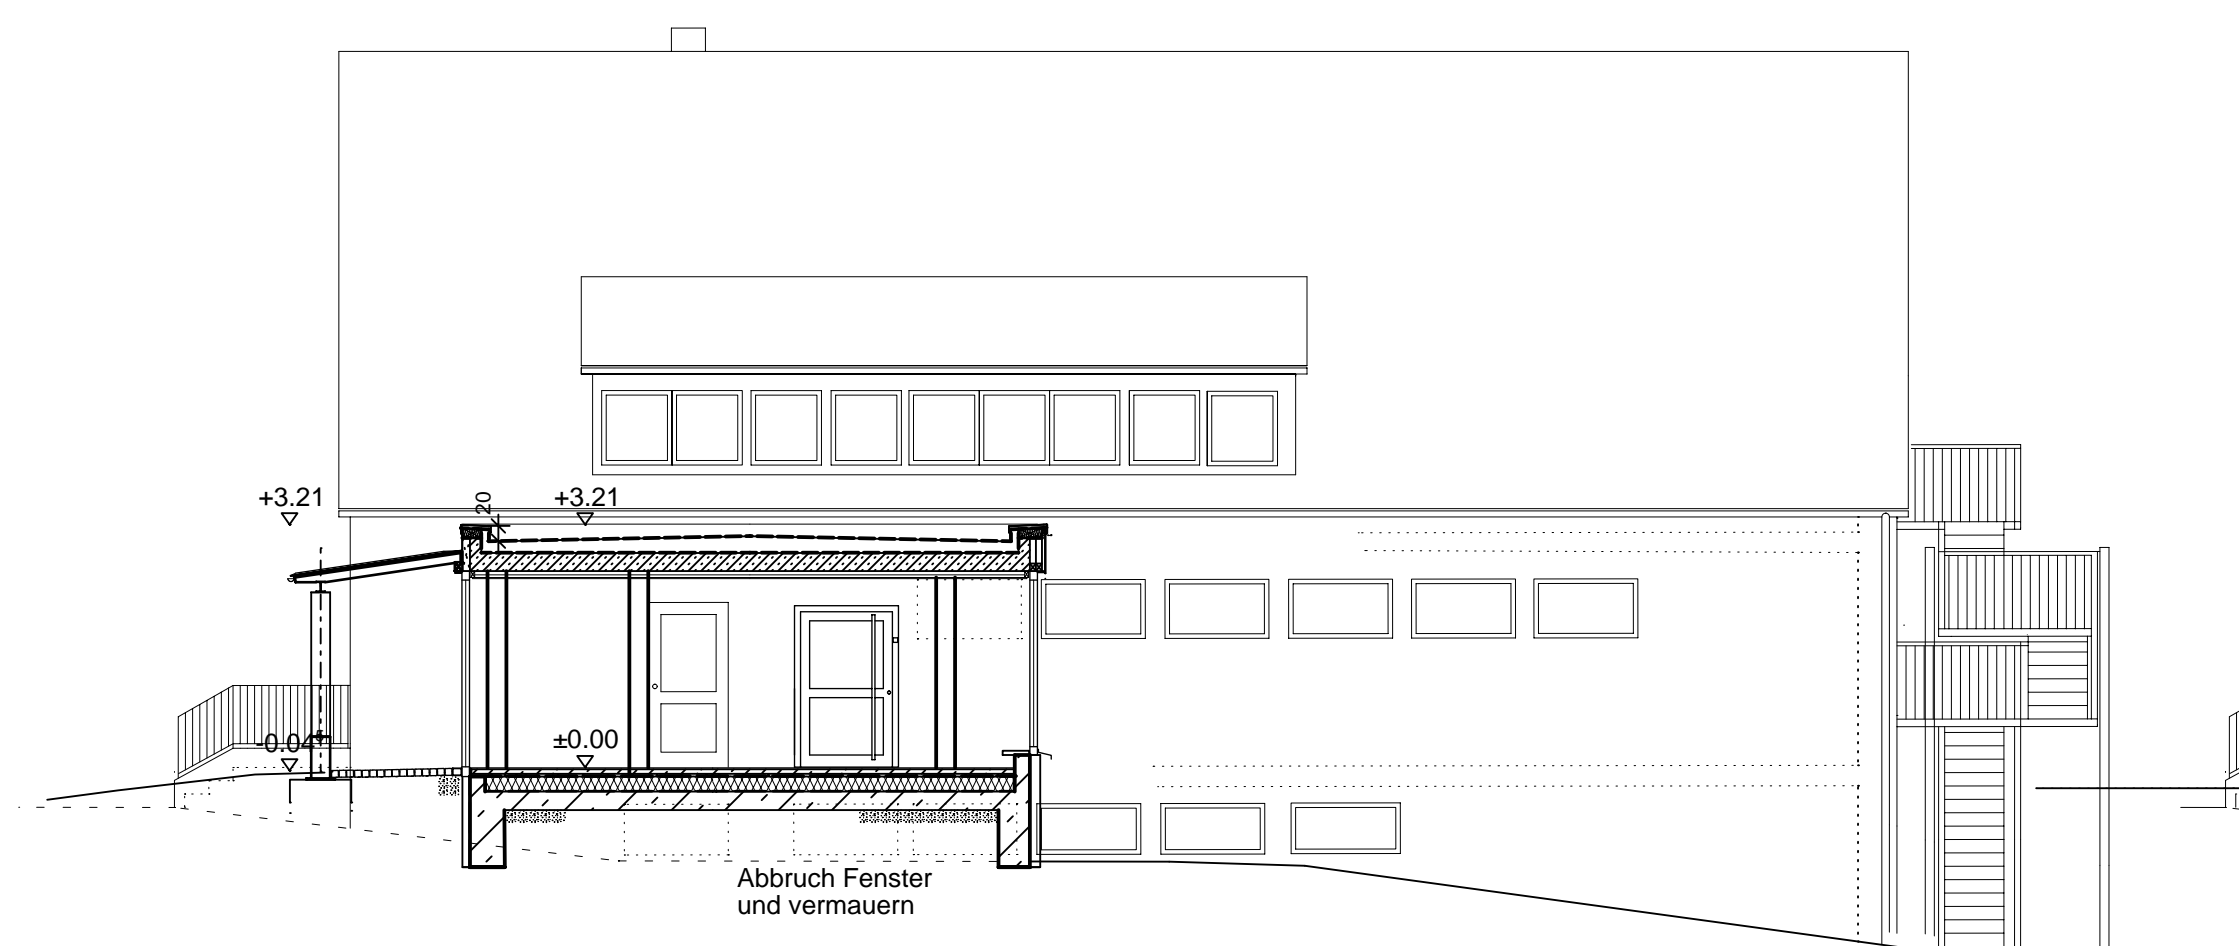 +3.21
20
+3.21
-0.04
±0.00
Abbruch Fenster
und vermauern